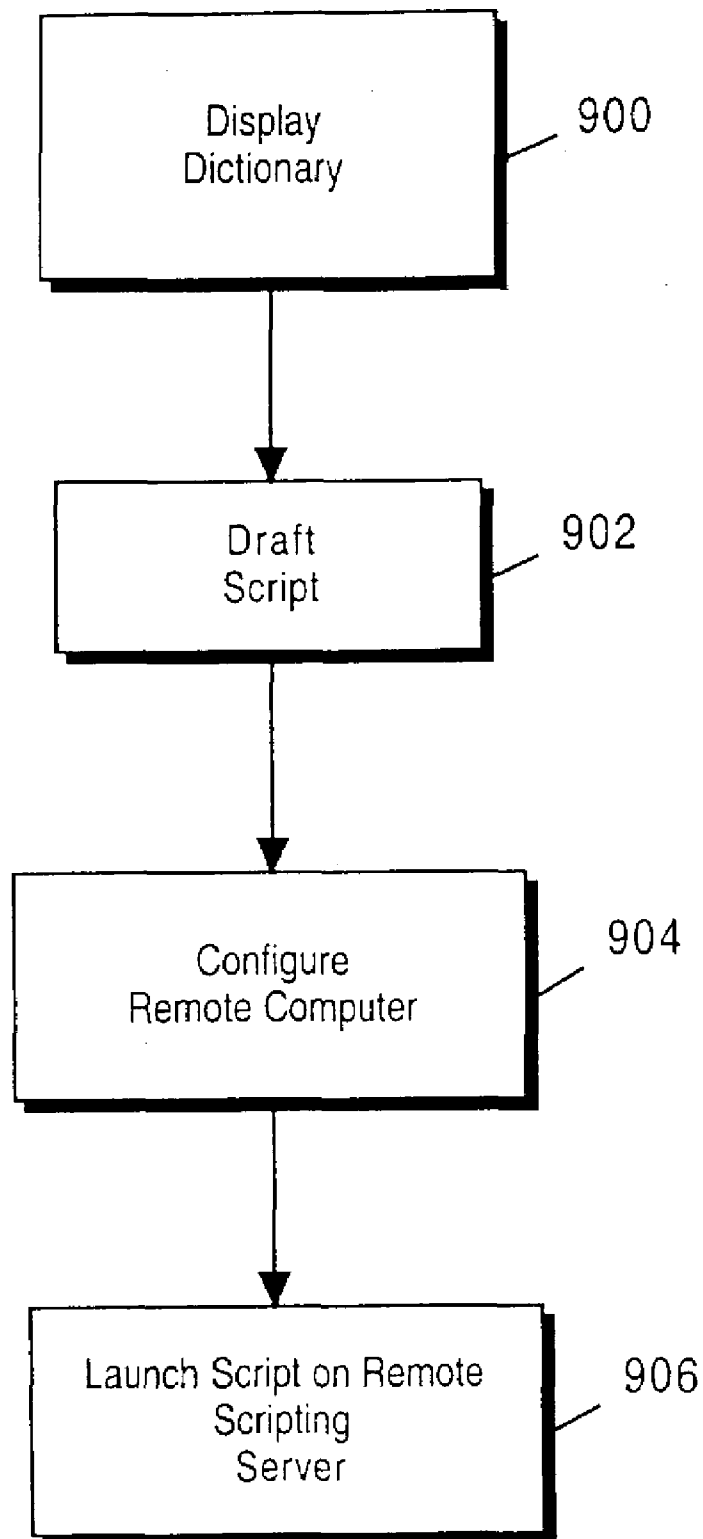 Display
Dictionary
900
Draft
Script
902
Configure
Remote Computer
904
Launch Script on Remote
Scripting
Server
906